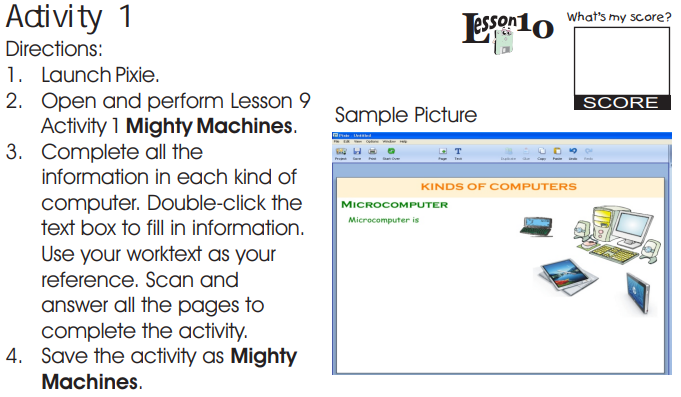 Activity 1
Lesson10
What's my score?
SCORE
Directions:
1. Launch Pixie.
2. Open and perform Lesson 9
Activity 1 Mighty Machines.
3. Complete all the
information in each kind of
computer. Double-click the
text box to fill in information.
Use your worktext as your
reference. Scan and
answer all the pages to
complete the activity.
4. Save the activity as Mighty
Machines.
Sample Picture
Pixie - Untitled
File Edit View Options Window Help
Project Save Print Start Over Page Text Duplicate Cut Copy Paste Undo
KINDS OF COMPUTERS
MICROCOMPUTER
Microcomputer is